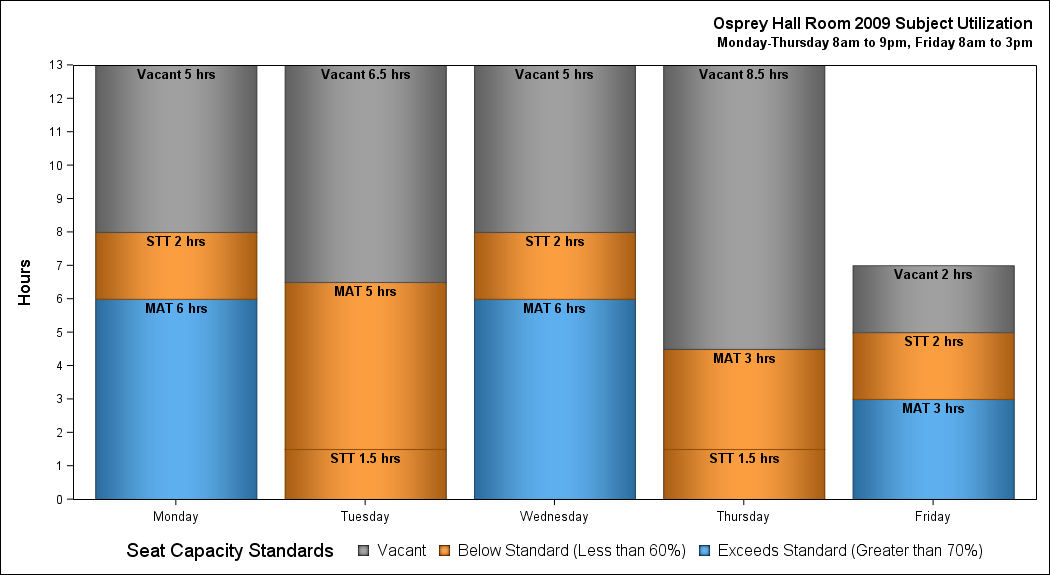 Osprey Hall Room 2009 Subject Utilization
Monday-Thursday 8am to 9pm, Friday 8am to 3pm
Hours
13
12
11
10
9
8
7
6
5
4
3
2
1
0
Vacant 5 hrs
STT 2 hrs
MAT 6 hrs
Vacant 6.5 hrs
MAT 5 hrs
STT 1.5 hrs
Vacant 5 hrs
STT 2 hrs
MAT 6 hrs
Vacant 8.5 hrs
MAT 3 hrs
STT 1.5 hrs
Vacant 2 hrs
STT 2 hrs
MAT 3 hrs
Monday Tuesday Wednesday Thursday Friday
Seat Capacity Standards Vacant Below Standard (Less than 60%) Exceeds Standard (Greater than 70%)